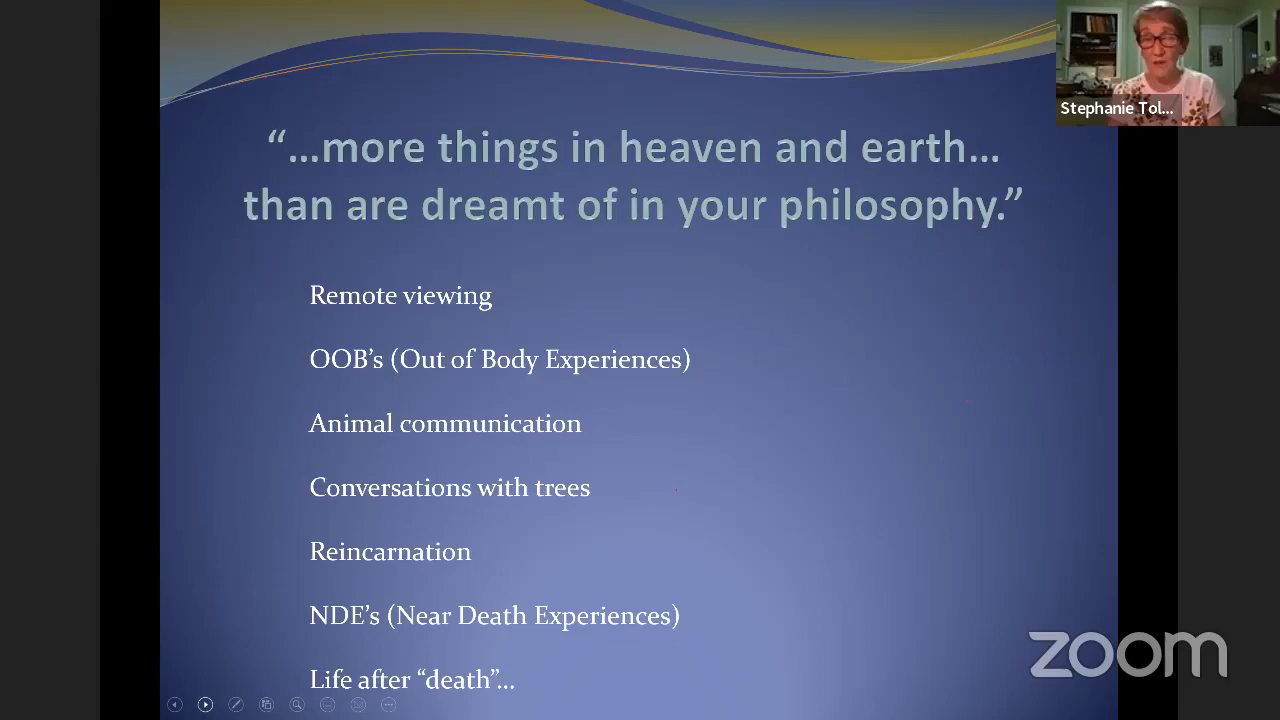 Stephanie Tol...
“...more things in heaven and earth...
than are dreamt of in your philosophy.”
Remote viewing
OOB’s (Out of Body Experiences)
Animal communication
Conversations with trees
Reincarnation
NDE’s (Near Death Experiences)
Life after “death”...
zoom